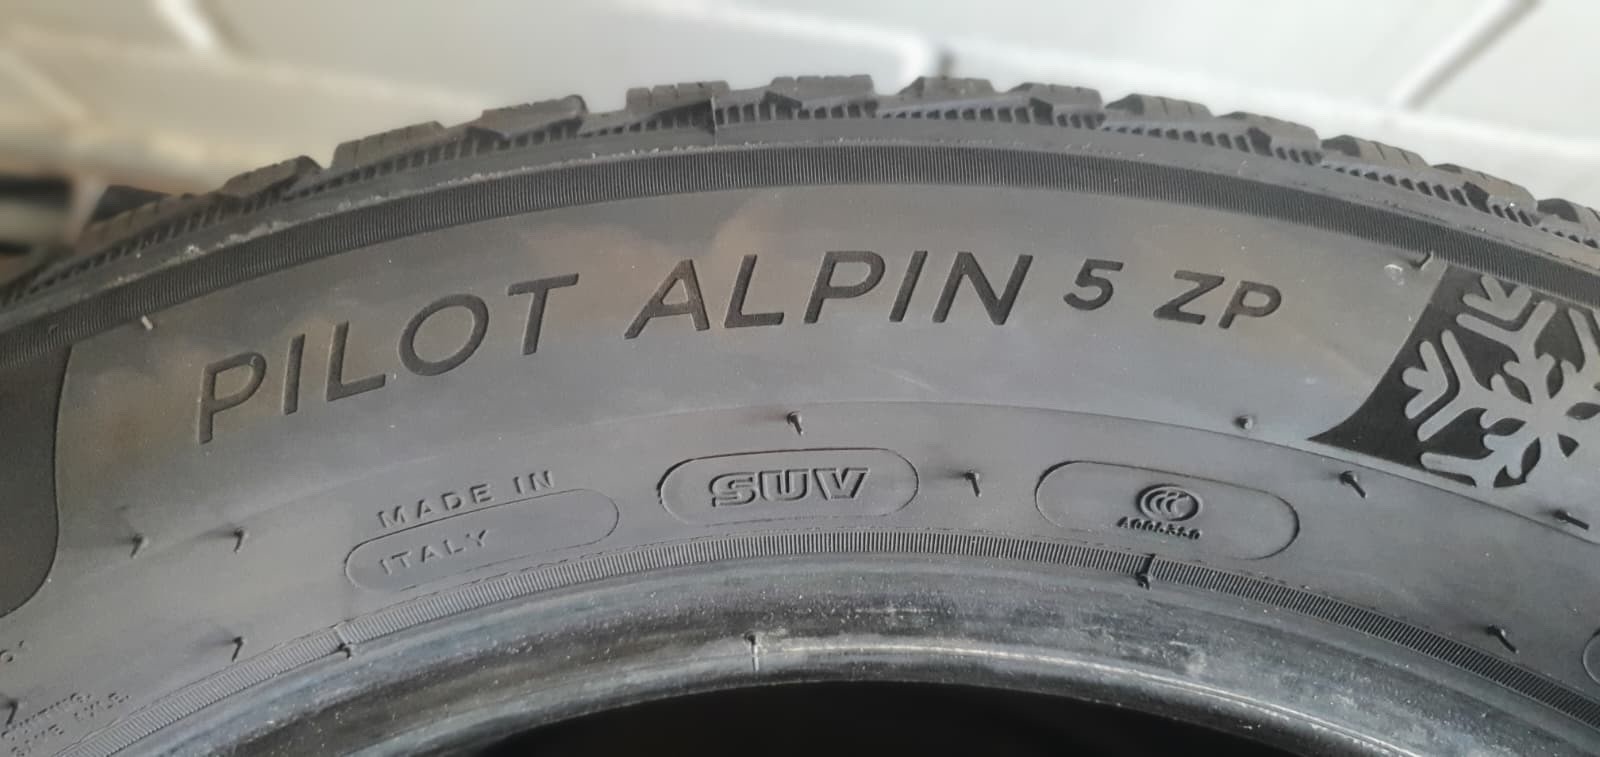 PILOT ALPIN 5 ZP
MADE IN
ITALY
SUV